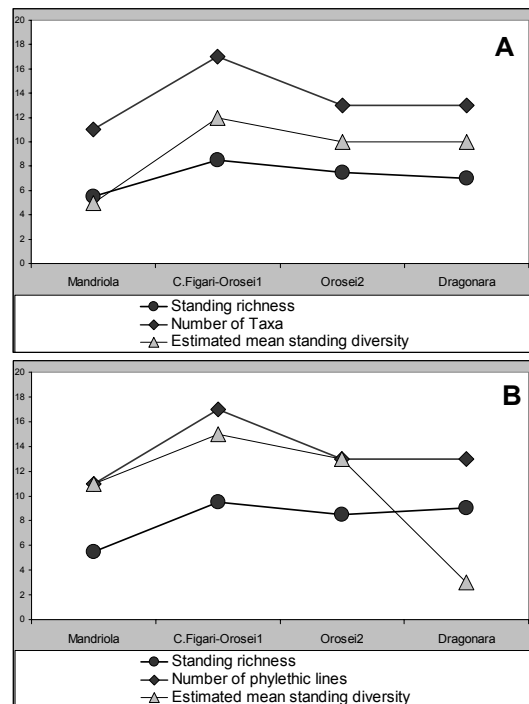 A
20
18
16
14
12
10
8
6
4
2
0
Mandriola C.Figari-Orosei1 Orosei2 Dragonara
Standing richness
Number of Taxa
Estimated mean standing diversity
B
20
18
16
14
12
10
8
6
4
2
0
Mandriola C.Figari-Orosei1 Orosei2 Dragonara
Standing richness
Number of phylethic lines
Estimated mean standing diversity